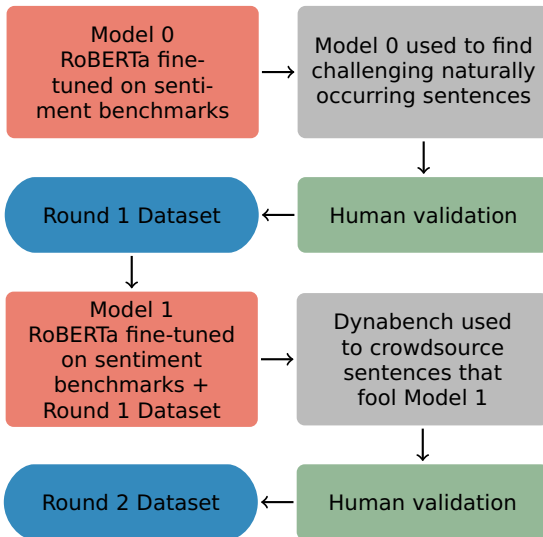 Model 0
RoBERTa fine-
tuned on senti-
ment benchmarks
Model 0 used to find
challenging naturally
occurring sentences
Human validation
Round 1 Dataset
Model 1
RoBERTa fine-tuned
on sentiment
benchmarks +
Round 1 Dataset
Dynabench used
to crowdsource
sentences that
fool Model 1
Human validation
Round 2 Dataset